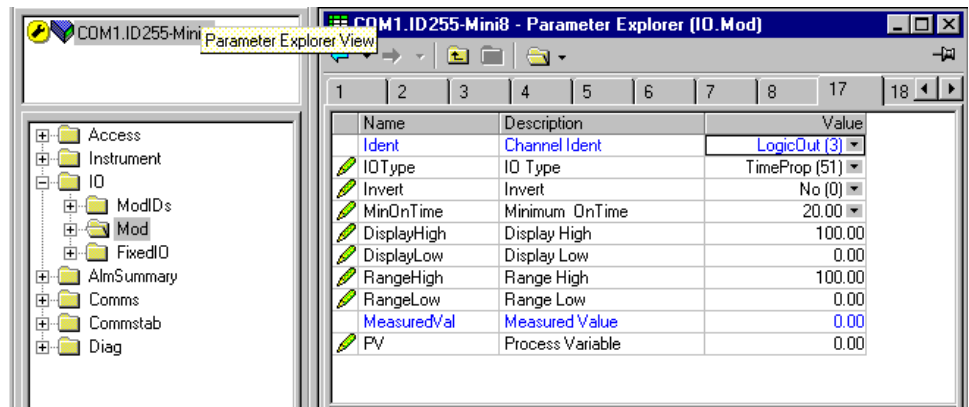 COM1.ID255-Mini
Parameter Explorer View
Access
Instrument
IO
ModIDs
Mod
FixedIO
AlmSummary
Comms
Commstab
Diag
COM1.ID255-Mini8 - Parameter Explorer (IO.Mod)
1 2 3 4 5 6 7 8 17 18
Name Description Value
Ident Channel Ident LogicOut (3)
IOType IO Type TimeProp (51)
Invert Invert No (0)
MinOnTime Minimum OnTime 20.00
DisplayHigh Display High 100.00
DisplayLow Display Low 0.00
RangeHigh Range High 100.00
RangeLow Range Low 0.00
MeasuredVal Measured Value 0.00
PV Process Variable 0.00